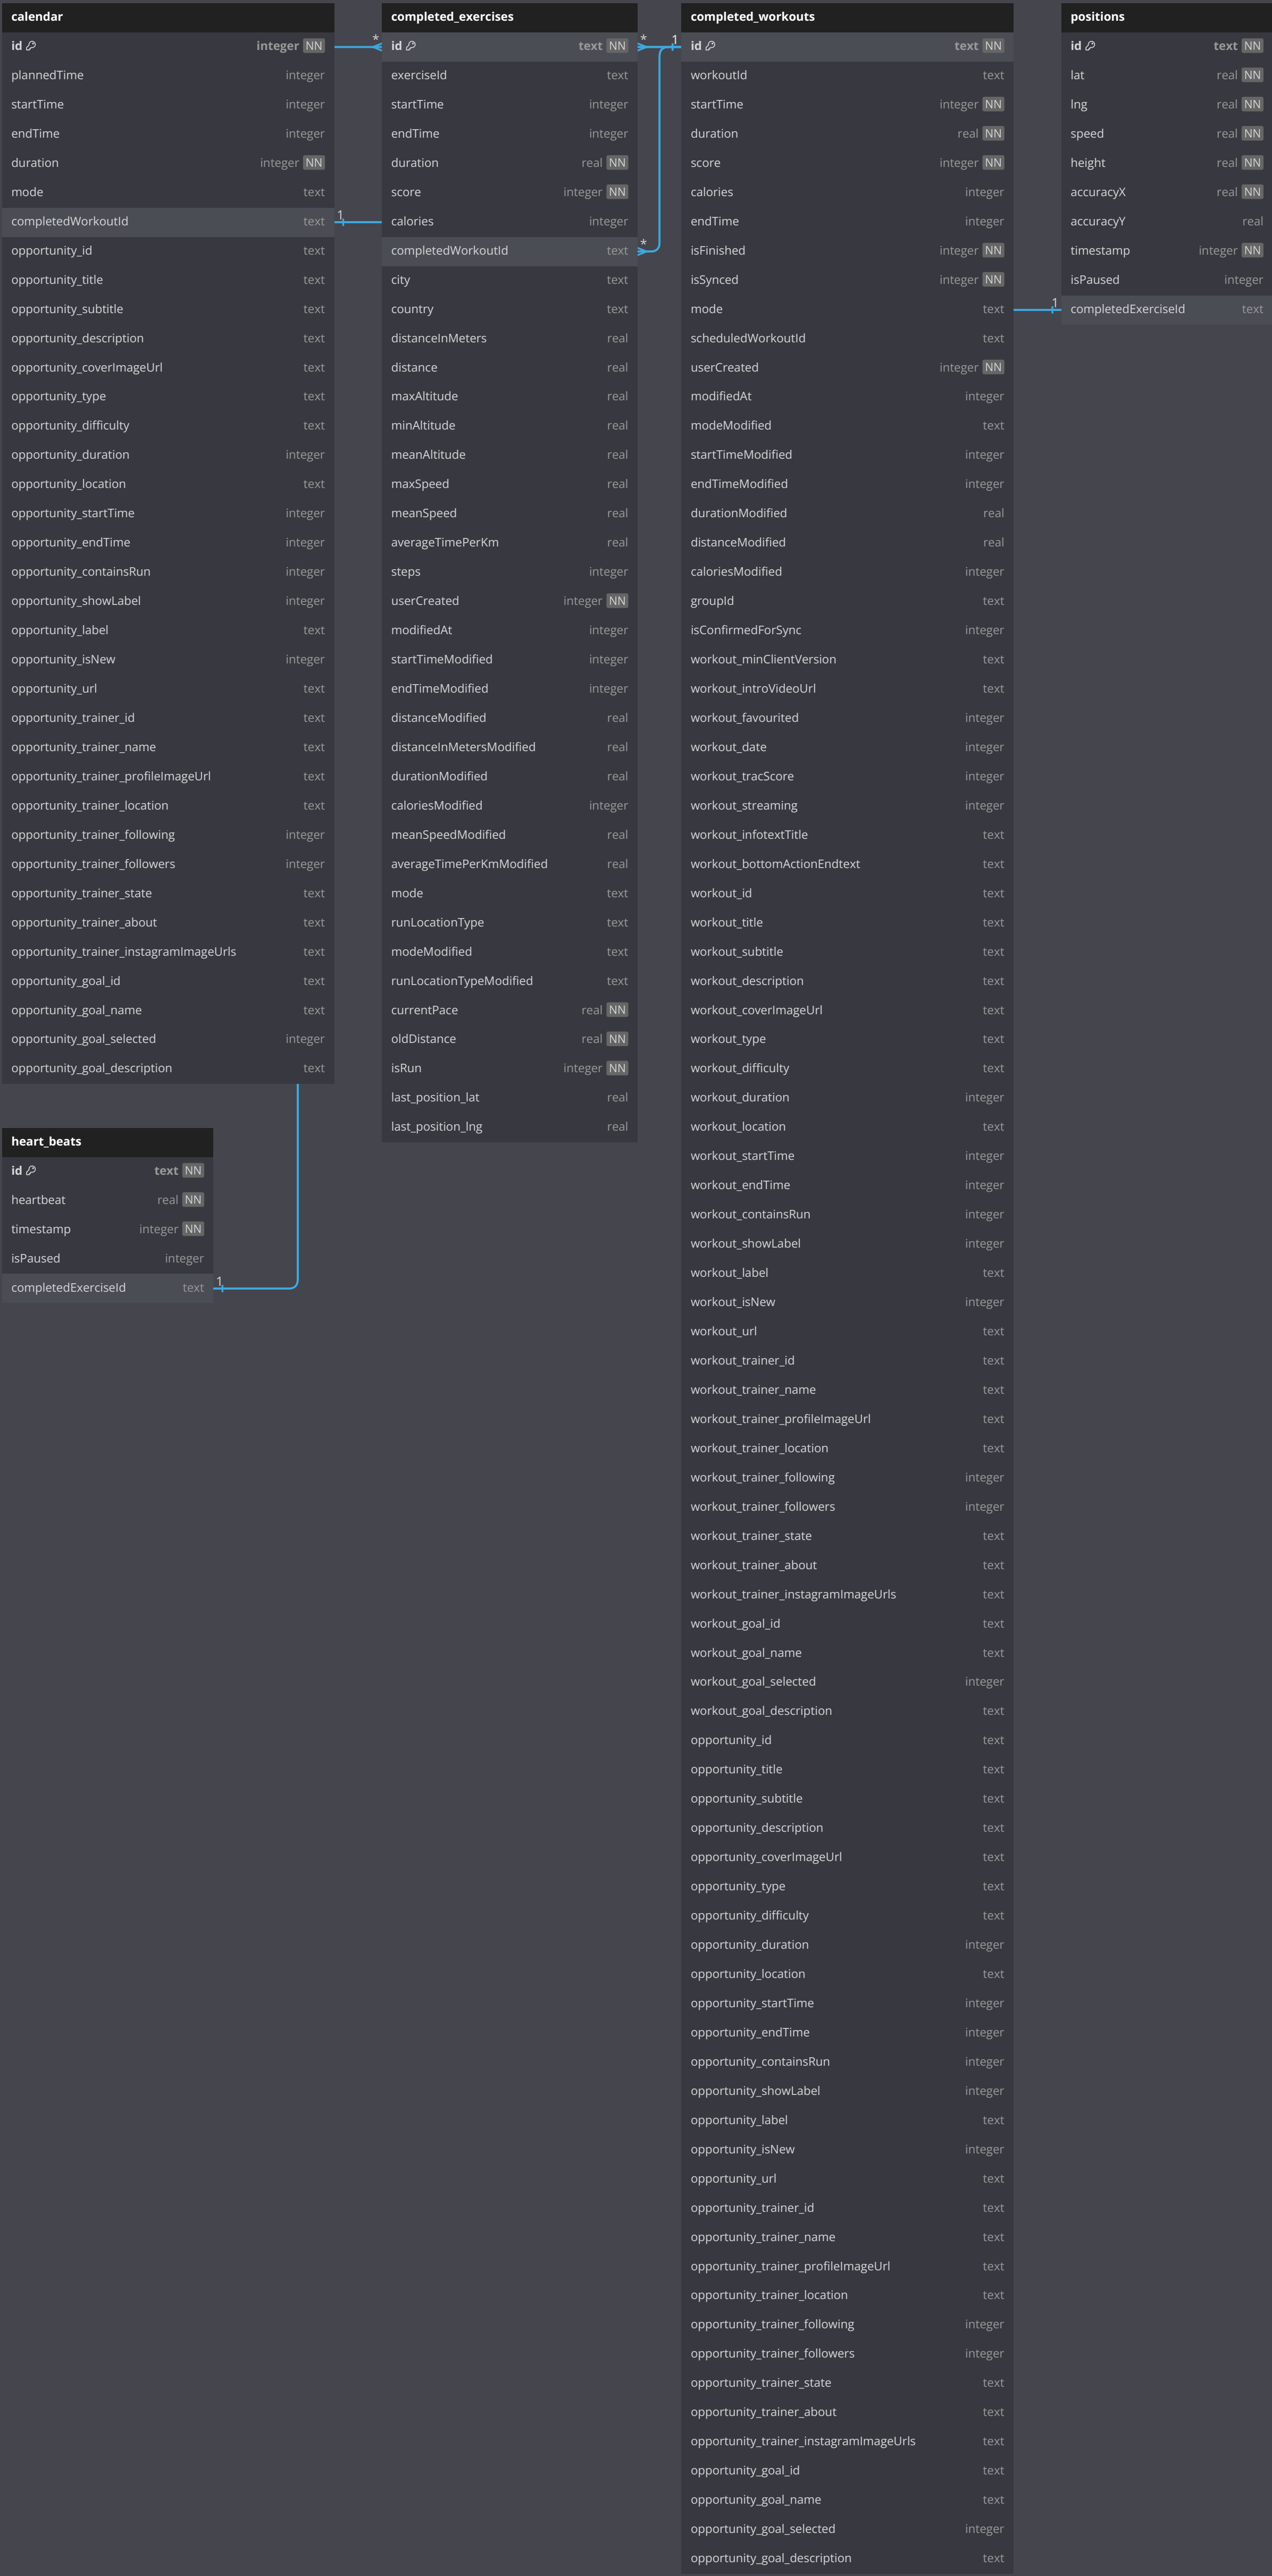 calendar
id integer NN
plannedTime integer
startTime integer
endTime integer
duration integer NN
mode text
completedWorkoutId text 1
opportunity_id text
opportunity_title text
opportunity_subtitle text
opportunity_description text
opportunity_coverImageUrl text
opportunity_type text
opportunity_difficulty text
opportunity_duration integer
opportunity_location text
opportunity_startTime integer
opportunity_endTime integer
opportunity_containsRun integer
opportunity_showLabel integer
opportunity_label text
opportunity_isNew integer
opportunity_url text
opportunity_trainer_id text
opportunity_trainer_name text
opportunity_trainer_profileImageUrl text
opportunity_trainer_location text
opportunity_trainer_following integer
opportunity_trainer_followers integer
opportunity_trainer_state text
opportunity_trainer_about text
opportunity_trainer_instagramImageUrls text
opportunity_goal_id text
opportunity_goal_name text
opportunity_goal_selected integer
opportunity_goal_description text
heart_beats
id text NN
heartbeat real NN
timestamp integer NN
isPaused integer
completedExerciseId text 1
completed_exercises
* id text NN *
exerciseId text
startTime integer
endTime integer
duration real NN
score integer NN
calories integer
completedWorkoutId text *
city text
country text
distanceInMeters real
distance real
maxAltitude real
minAltitude real
meanAltitude real
maxSpeed real
meanSpeed real
averageTimePerKm real
steps integer
userCreated integer NN
modifiedAt integer
startTimeModified integer
endTimeModified integer
distanceModified real
distanceInMetersModified real
durationModified real
caloriesModified integer
meanSpeedModified real
averageTimePerKmModified real
mode text
runLocationType text
modeModified text
runLocationTypeModified text
currentPace real NN
oldDistance real NN
isRun integer NN
last_position_lat real
last_position_lng real
completed_workouts
1 id text NN
workoutId text
startTime integer NN
duration real NN
score integer NN
calories integer
endTime integer
isFinished integer NN
isSynced integer NN
mode text
scheduledWorkoutId text
userCreated integer NN
modifiedAt integer
modeModified text
startTimeModified integer
endTimeModified integer
durationModified real
distanceModified real
caloriesModified integer
groupId text
isConfirmedForSync integer
workout_minClientVersion text
workout_introVideoUrl text
workout_favourited integer
workout_date integer
workout_tracScore integer
workout_streaming integer
workout_infotextTitle text
workout_bottomActionEndtext text
workout_id text
workout_title text
workout_subtitle text
workout_description text
workout_coverImageUrl text
workout_type text
workout_difficulty text
workout_duration integer
workout_location text
workout_startTime integer
workout_endTime integer
workout_containsRun integer
workout_showLabel integer
workout_label text
workout_isNew integer
workout_url text
workout_trainer_id text
workout_trainer_name text
workout_trainer_profileImageUrl text
workout_trainer_location text
workout_trainer_following integer
workout_trainer_followers integer
workout_trainer_state text
workout_trainer_about text
workout_trainer_instagramImageUrls text
workout_goal_id text
workout_goal_name text
workout_goal_selected integer
workout_goal_description text
opportunity_id text
opportunity_title text
opportunity_subtitle text
opportunity_description text
opportunity_coverImageUrl text
opportunity_type text
opportunity_difficulty text
opportunity_duration integer
opportunity_location text
opportunity_startTime integer
opportunity_endTime integer
opportunity_containsRun integer
opportunity_showLabel integer
opportunity_label text
opportunity_isNew integer
opportunity_url text
opportunity_trainer_id text
opportunity_trainer_name text
opportunity_trainer_profileImageUrl text
opportunity_trainer_location text
opportunity_trainer_following integer
opportunity_trainer_followers integer
opportunity_trainer_state text
opportunity_trainer_about text
opportunity_trainer_instagramImageUrls text
opportunity_goal_id text
opportunity_goal_name text
opportunity_goal_selected integer
opportunity_goal_description text
positions
id text NN
lat real NN
lng real NN
speed real NN
height real NN
accuracyX real NN
accuracyY real
timestamp integer NN
isPaused integer
1 completedExerciseId text